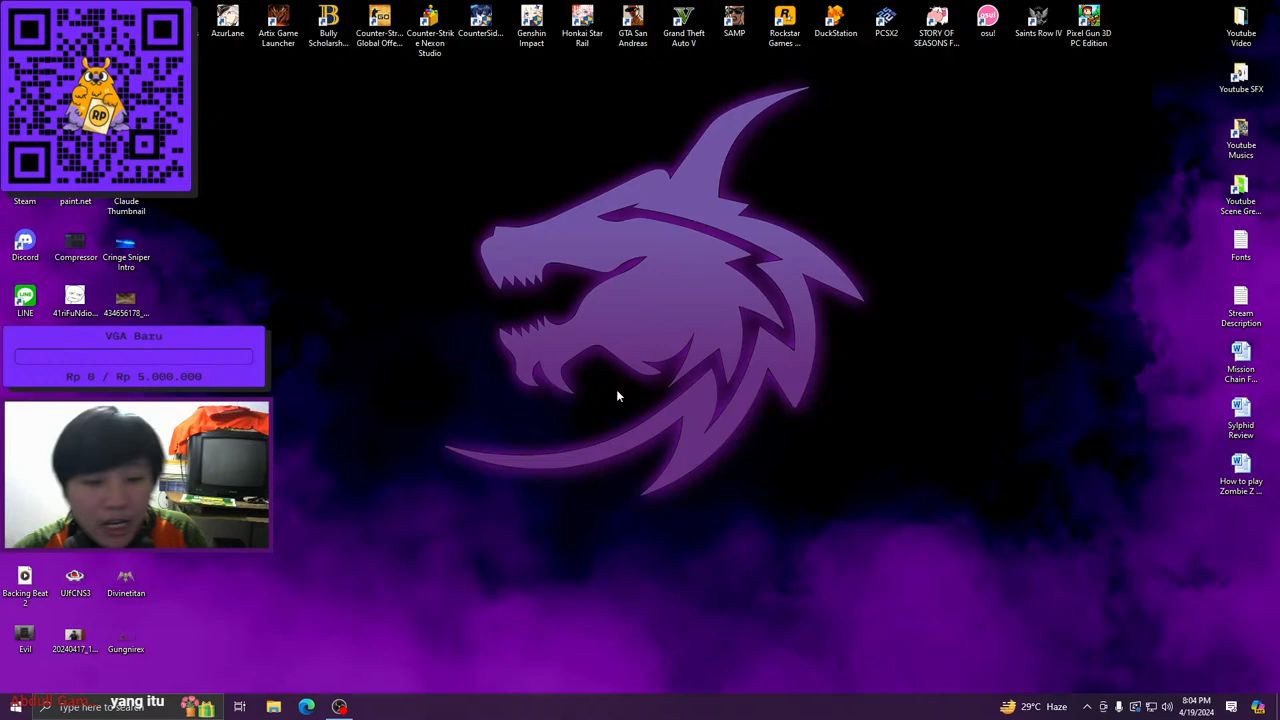 AzurLane
Artix Game
Launcher
Bully
Scholarsh...
Counter-Str...
Global Offe...
Counter-Strik
e Nexon
Studio
CounterSid...
Genshin
Impact
Honkai Star
Rail
GTA San
Andreas
Grand Theft
Auto V
SAMP
Rockstar
Games ...
DuckStation
PCSX2
STORY OF
SEASONS F...
osu!
Saints Row IV
Pixel Gun 3D
PC Edition
Youtube
Video
Youtube SFX
Youtube
Musics
Youtube
Scene Gre...
Fonts
Stream
Description
Mission
Chain F...
Sylphid
Review
How to play
Zombie Z ...
RP
Steam
paint.net
Claude
Thumbnail
Discord
Compressor
Cringe Sniper
Intro
LINE
41riFuNdio...
434656178_...
VGA Baru
Rp 0 / Rp 5.000.000
Backing Beat
2
UJfCNS3
Divinetitan
Evil
20240417_1...
Gungnirex
Abdull Gam... yang itu
Type here to search
29°C Haze
8:04 PM
4/19/2024